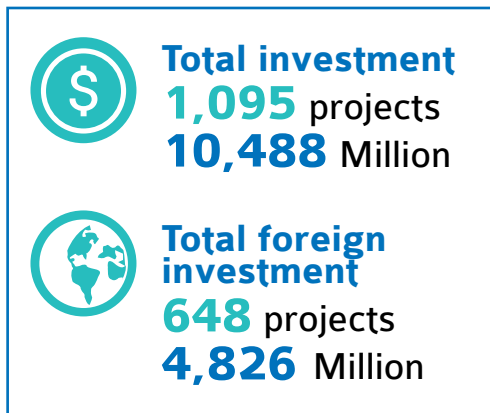 $
Total investment
1,095 projects
10,488 Million
Total foreign
investment
648 projects
4,826 Million